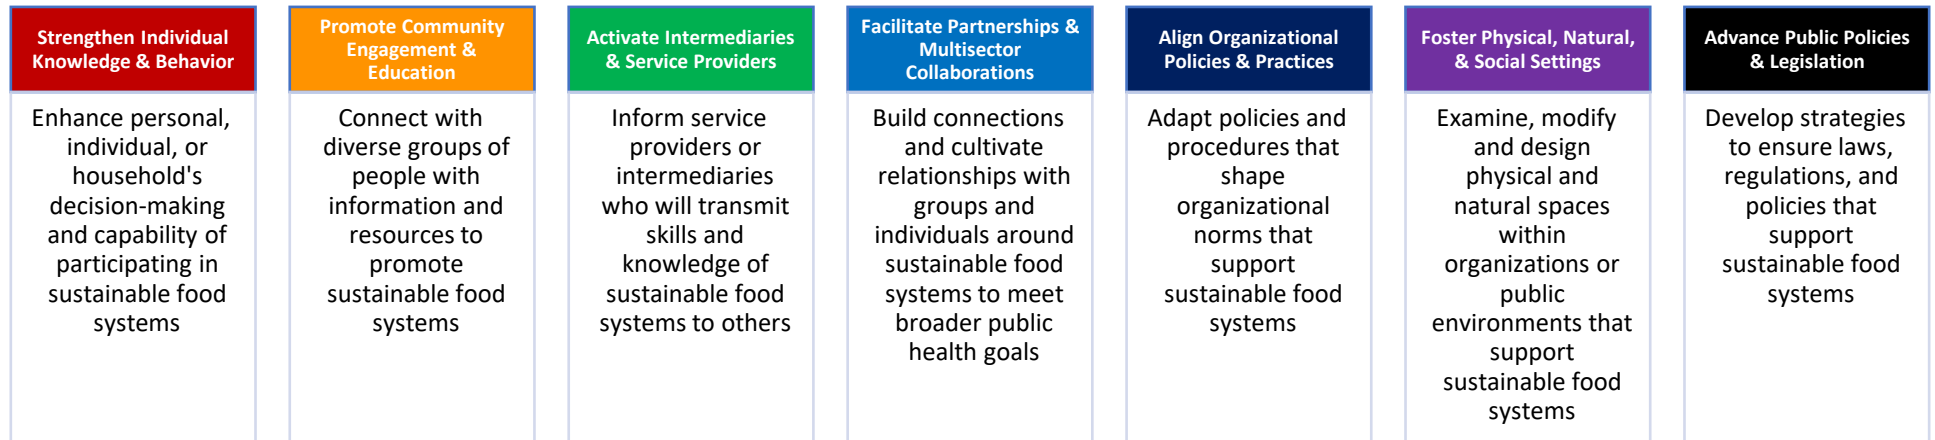 Strengthen Individual
Knowledge & Behavior
Enhance personal,
individual, or
household's
decision-making
and capability of
participating in
sustainable food
systems
Promote Community
Engagement &
Education
Connect with
diverse groups of
people with
information and
resources to
promote
sustainable food
systems
Activate Intermediaries
& Service Providers
Inform service
providers or
intermediaries
who will transmit
skills and
knowledge of
sustainable food
systems to others
Facilitate Partnerships &
Multisector
Collaborations
Build connections
and cultivate
relationships with
groups and
individuals around
sustainable food
systems to meet
broader public
health goals
Align Organizational
Policies & Practices
Adapt policies and
procedures that
shape
organizational
norms that
support
sustainable food
systems
Foster Physical, Natural,
& Social Settings
Examine, modify
and design
physical and
natural spaces
within
organizations or
public
environments that
support
sustainable food
systems
Advance Public Policies
& Legislation
Develop strategies
to ensure laws,
regulations, and
policies that
support
sustainable food
systems